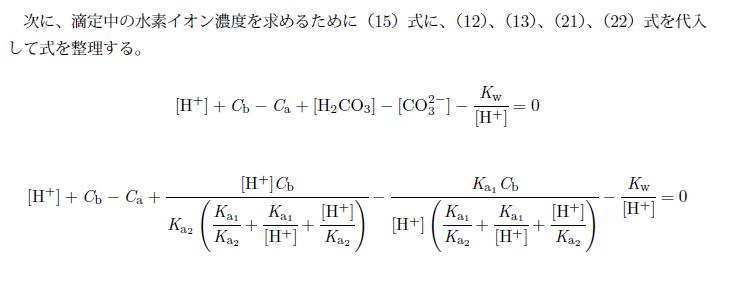 次に、滴定中の水素イオン濃度を求めるために（15）式に、（12）、（13）、（21）、（22）式を代入
して式を整理する。
[H⁺] + C_b − C_a + [H₂CO₃] − [CO₃²⁻] − K_w/[H⁺] = 0
[H⁺] + C_b − C_a + [H⁺]C_b / (K_a₂ (K_a₁/K_a₂ + K_a₁/[H⁺] + [H⁺]/K_a₂)) − K_a₁ C_b / ([H⁺] (K_a₁/K_a₂ + K_a₁/[H⁺] + [H⁺]/K_a₂)) − K_w/[H⁺] = 0